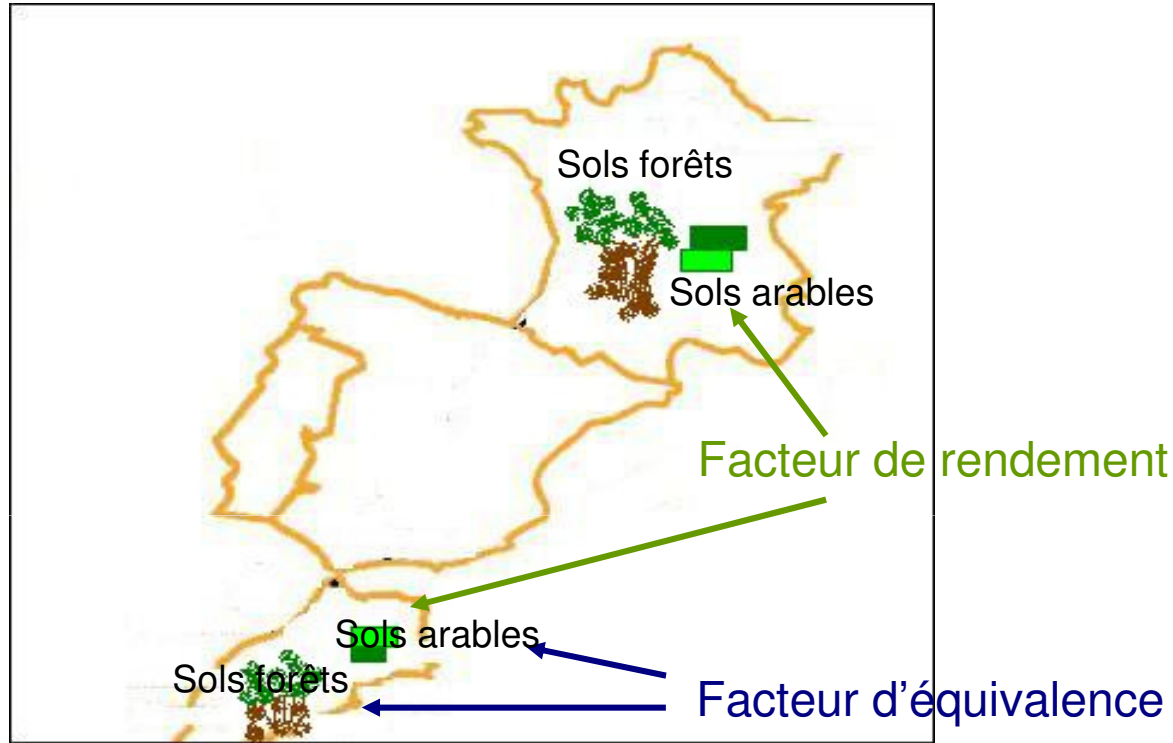 Sols forêts
Sols arables
Facteur de rendement
Sols arables
Sols forêts
Facteur d’équivalence